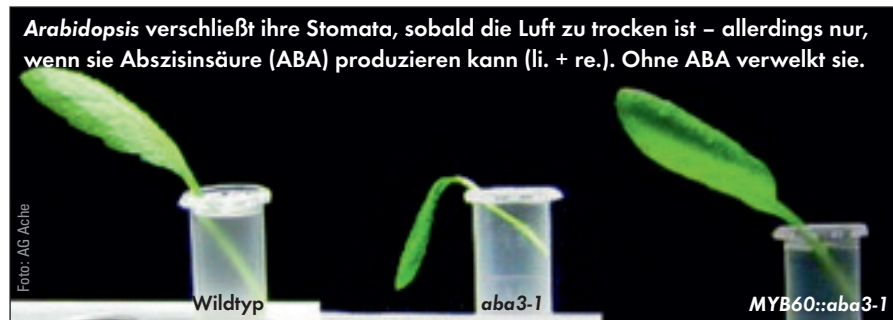 Arabidopsis verschließt ihre Stomata, sobald die Luft zu trocken ist – allerdings nur,
wenn sie Abszisinsäure (ABA) produzieren kann (li. + re.). Ohne ABA verwelkt sie.
Foto: AG Ache
Wildtyp
aba3-1
MYB60::aba3-1